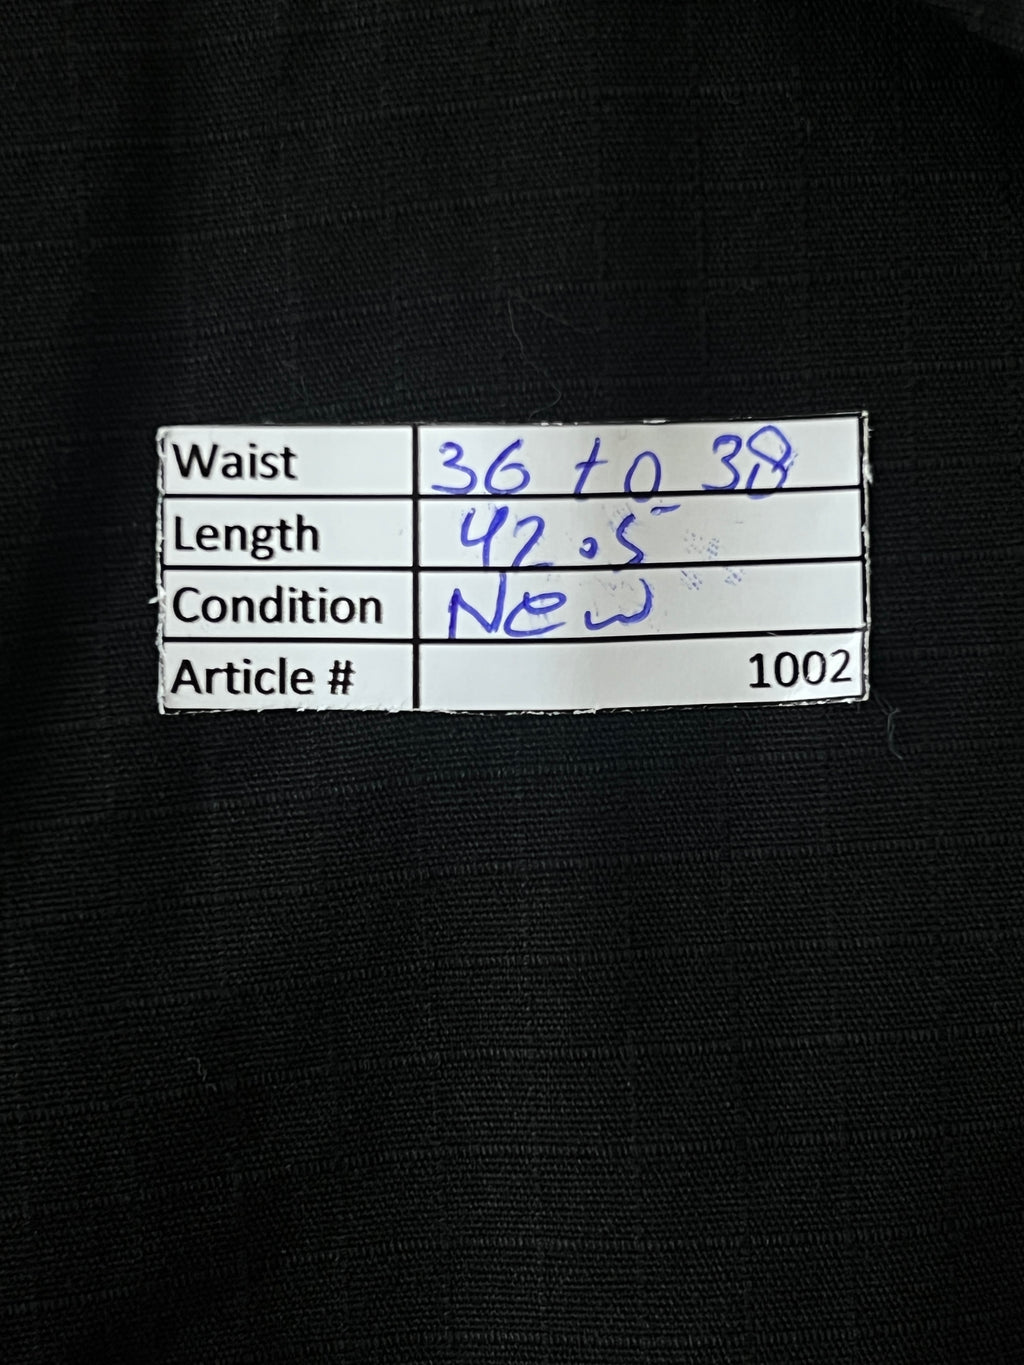 Waist 36 to 38
Length 42.5
Condition New
Article # 1002